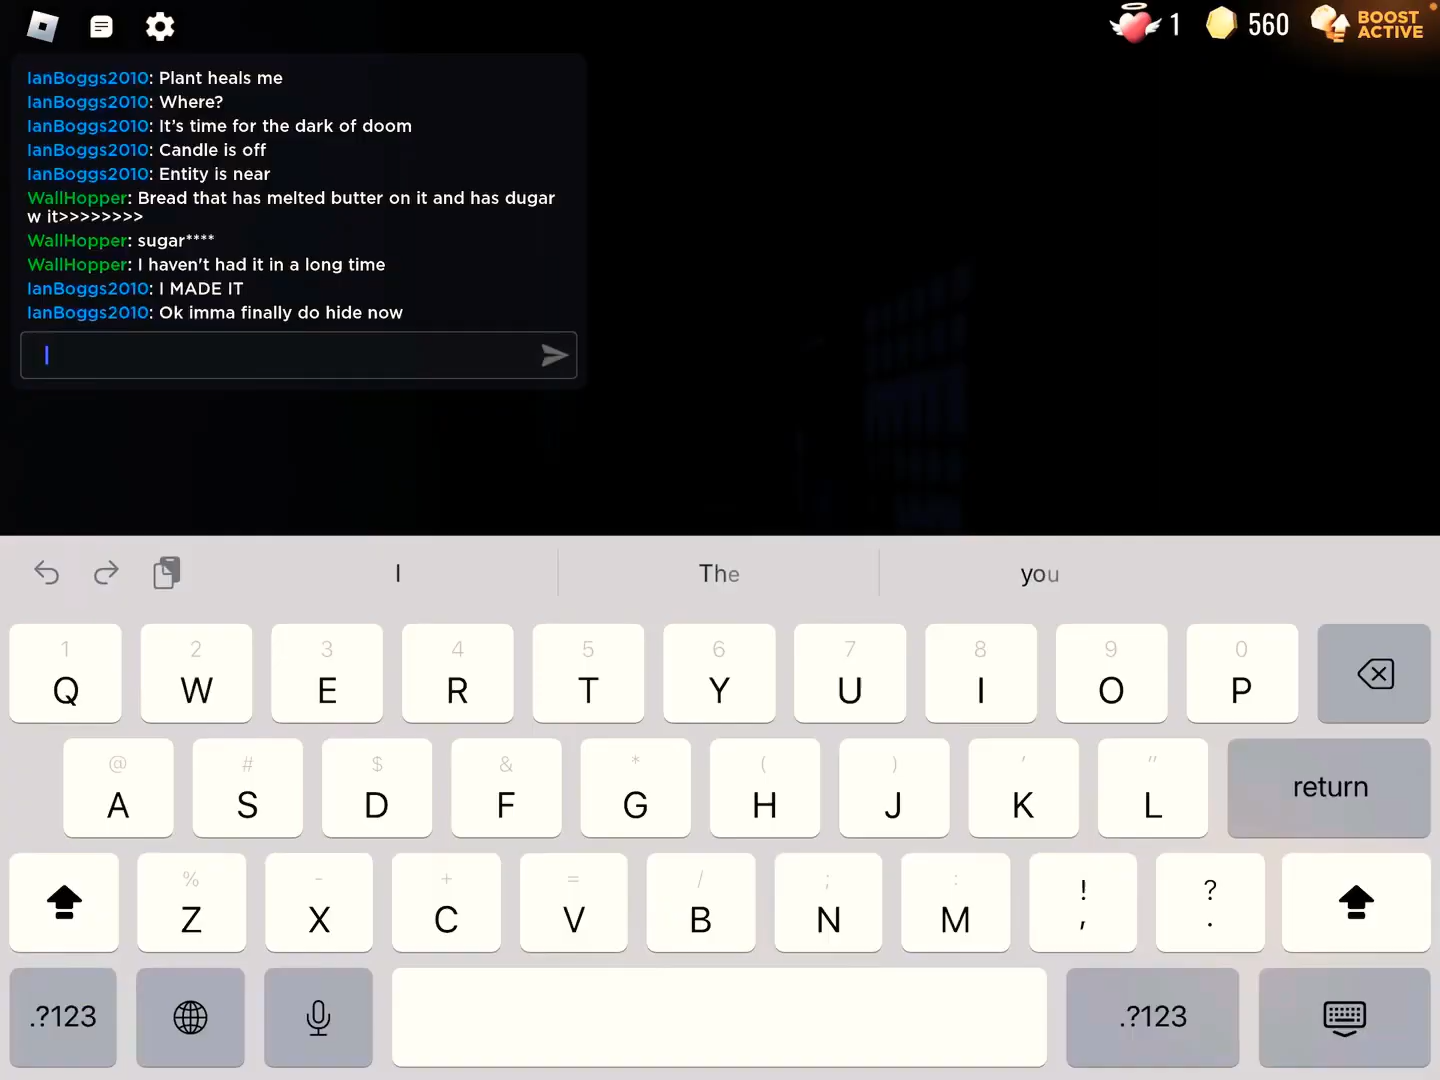 1
560
BOOST
ACTIVE
IanBoggs2010: Plant heals me
IanBoggs2010: Where?
IanBoggs2010: It’s time for the dark of doom
IanBoggs2010: Candle is off
IanBoggs2010: Entity is near
WallHopper: Bread that has melted butter on it and has dugar
w it>>>>>>>>
WallHopper: sugar****
WallHopper: I haven't had it in a long time
IanBoggs2010: I MADE IT
IanBoggs2010: Ok imma finally do hide now
I The you
1 2 3 4 5 6 7 8 9 0
Q W E R T Y U I O P
@ # $ & * ( ) ' "
A S D F G H J K L return
% - + = / ; : ! ?
Z X C V B N M , .
.?123 .?123